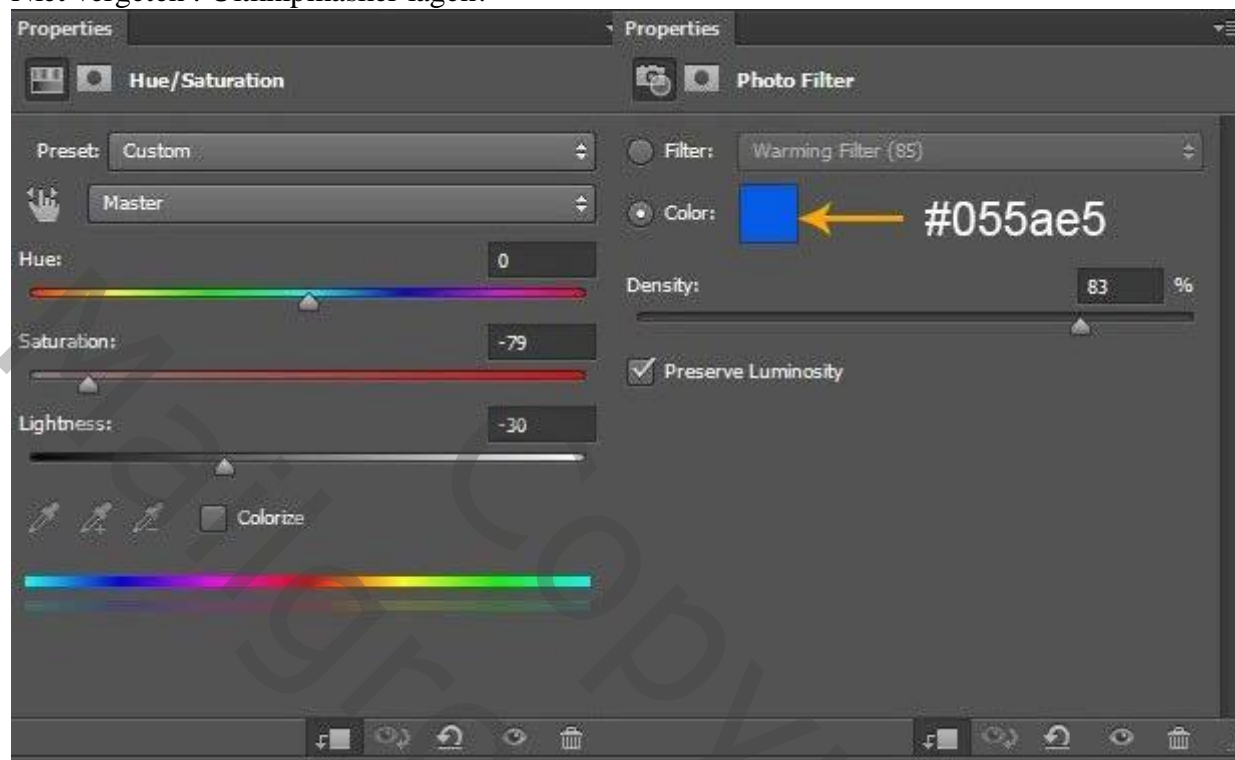 Properties
Hue/Saturation
Preset: Custom
Master
Hue: 0
Saturation: -79
Lightness: -30
Colorize
Properties
Photo Filter
Filter: Warming Filter (85)
Color: #055ae5
Density: 83 %
Preserve Luminosity